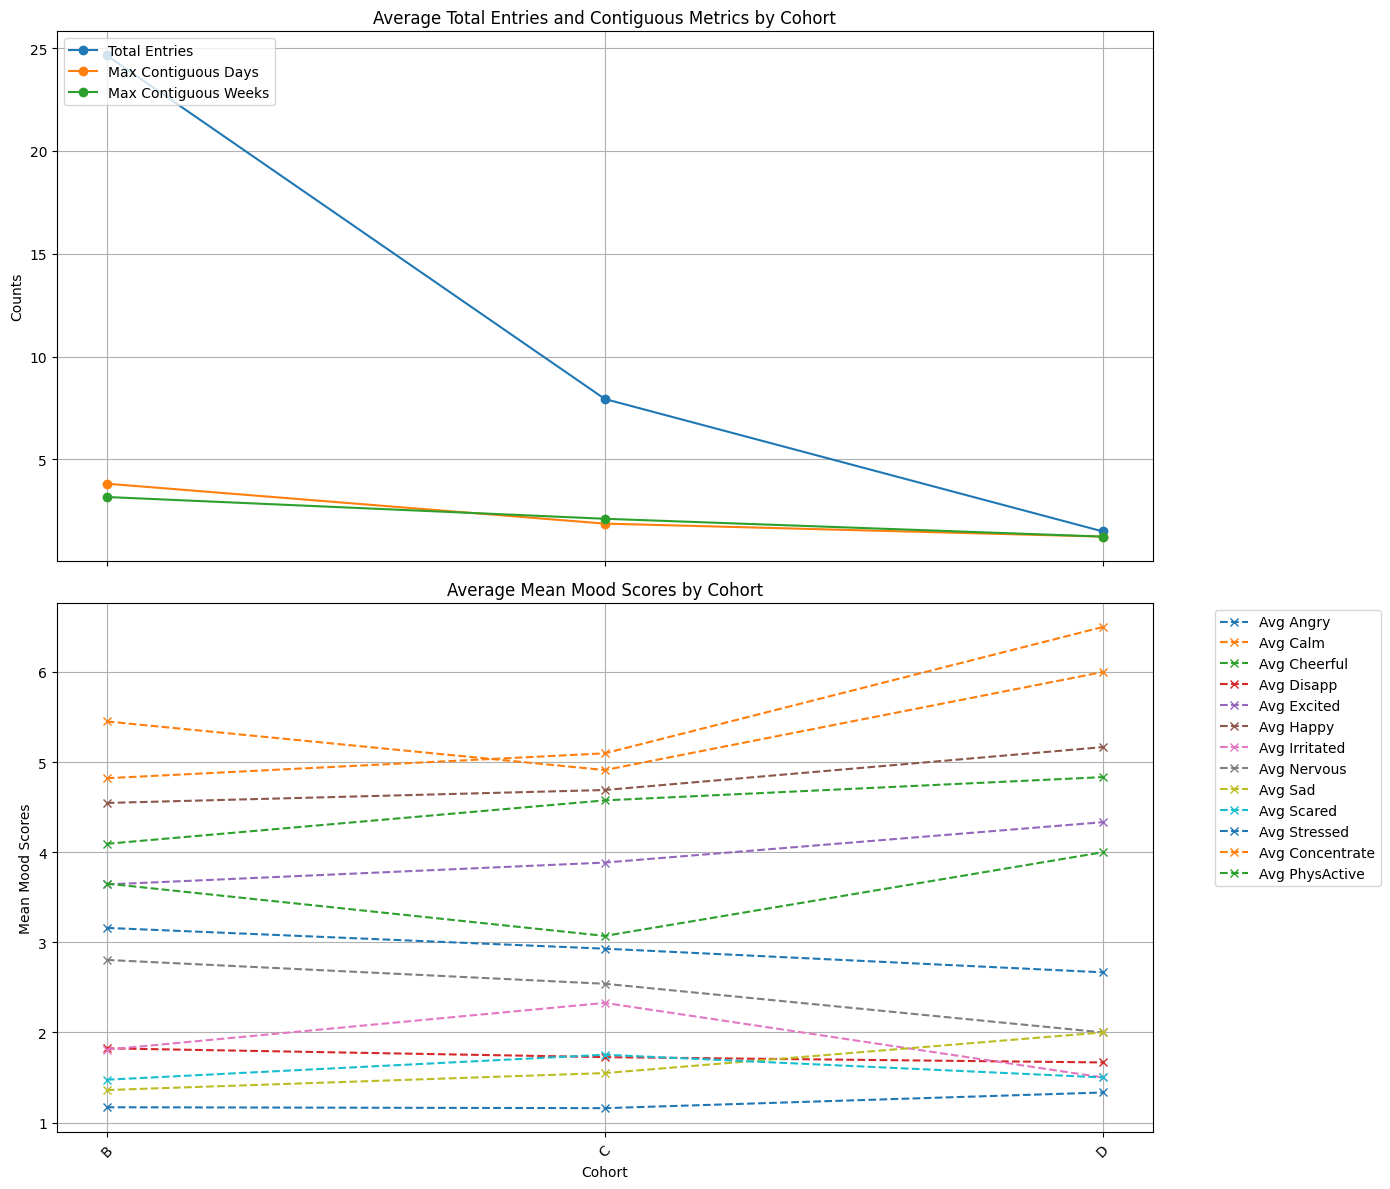 Average Total Entries and Contiguous Metrics by Cohort
Total Entries
Max Contiguous Days
Max Contiguous Weeks
25
20
15
10
5
Counts
Average Mean Mood Scores by Cohort
6
5
4
3
2
1
Mean Mood Scores
B
C
D
Cohort
Avg Angry
Avg Calm
Avg Cheerful
Avg Disapp
Avg Excited
Avg Happy
Avg Irritated
Avg Nervous
Avg Sad
Avg Scared
Avg Stressed
Avg Concentrate
Avg PhysActive